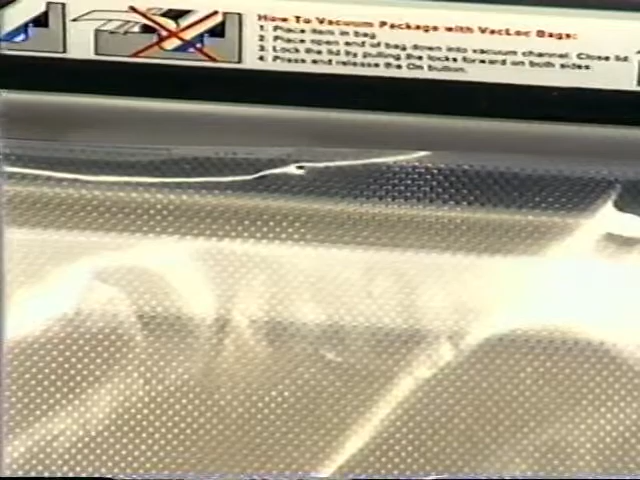 How To Vacuum Package with VacLoc Bags:
1. Place item in bag.
2. Place open end of bag down into vacuum channel. Close lid.
3. Lock the lid by pulling the locks forward on both sides.
4. Press and release the On button.